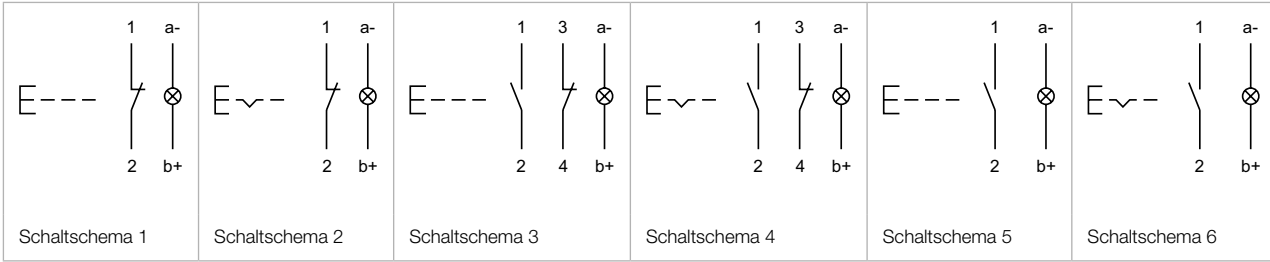 1 a- 1 a- 1 3 a- 1 3 a- 1 a- 1 a-
2 b+ 2 b+ 2 4 b+ 2 4 b+ 2 b+ 2 b+
Schaltschema 1 Schaltschema 2 Schaltschema 3 Schaltschema 4 Schaltschema 5 Schaltschema 6